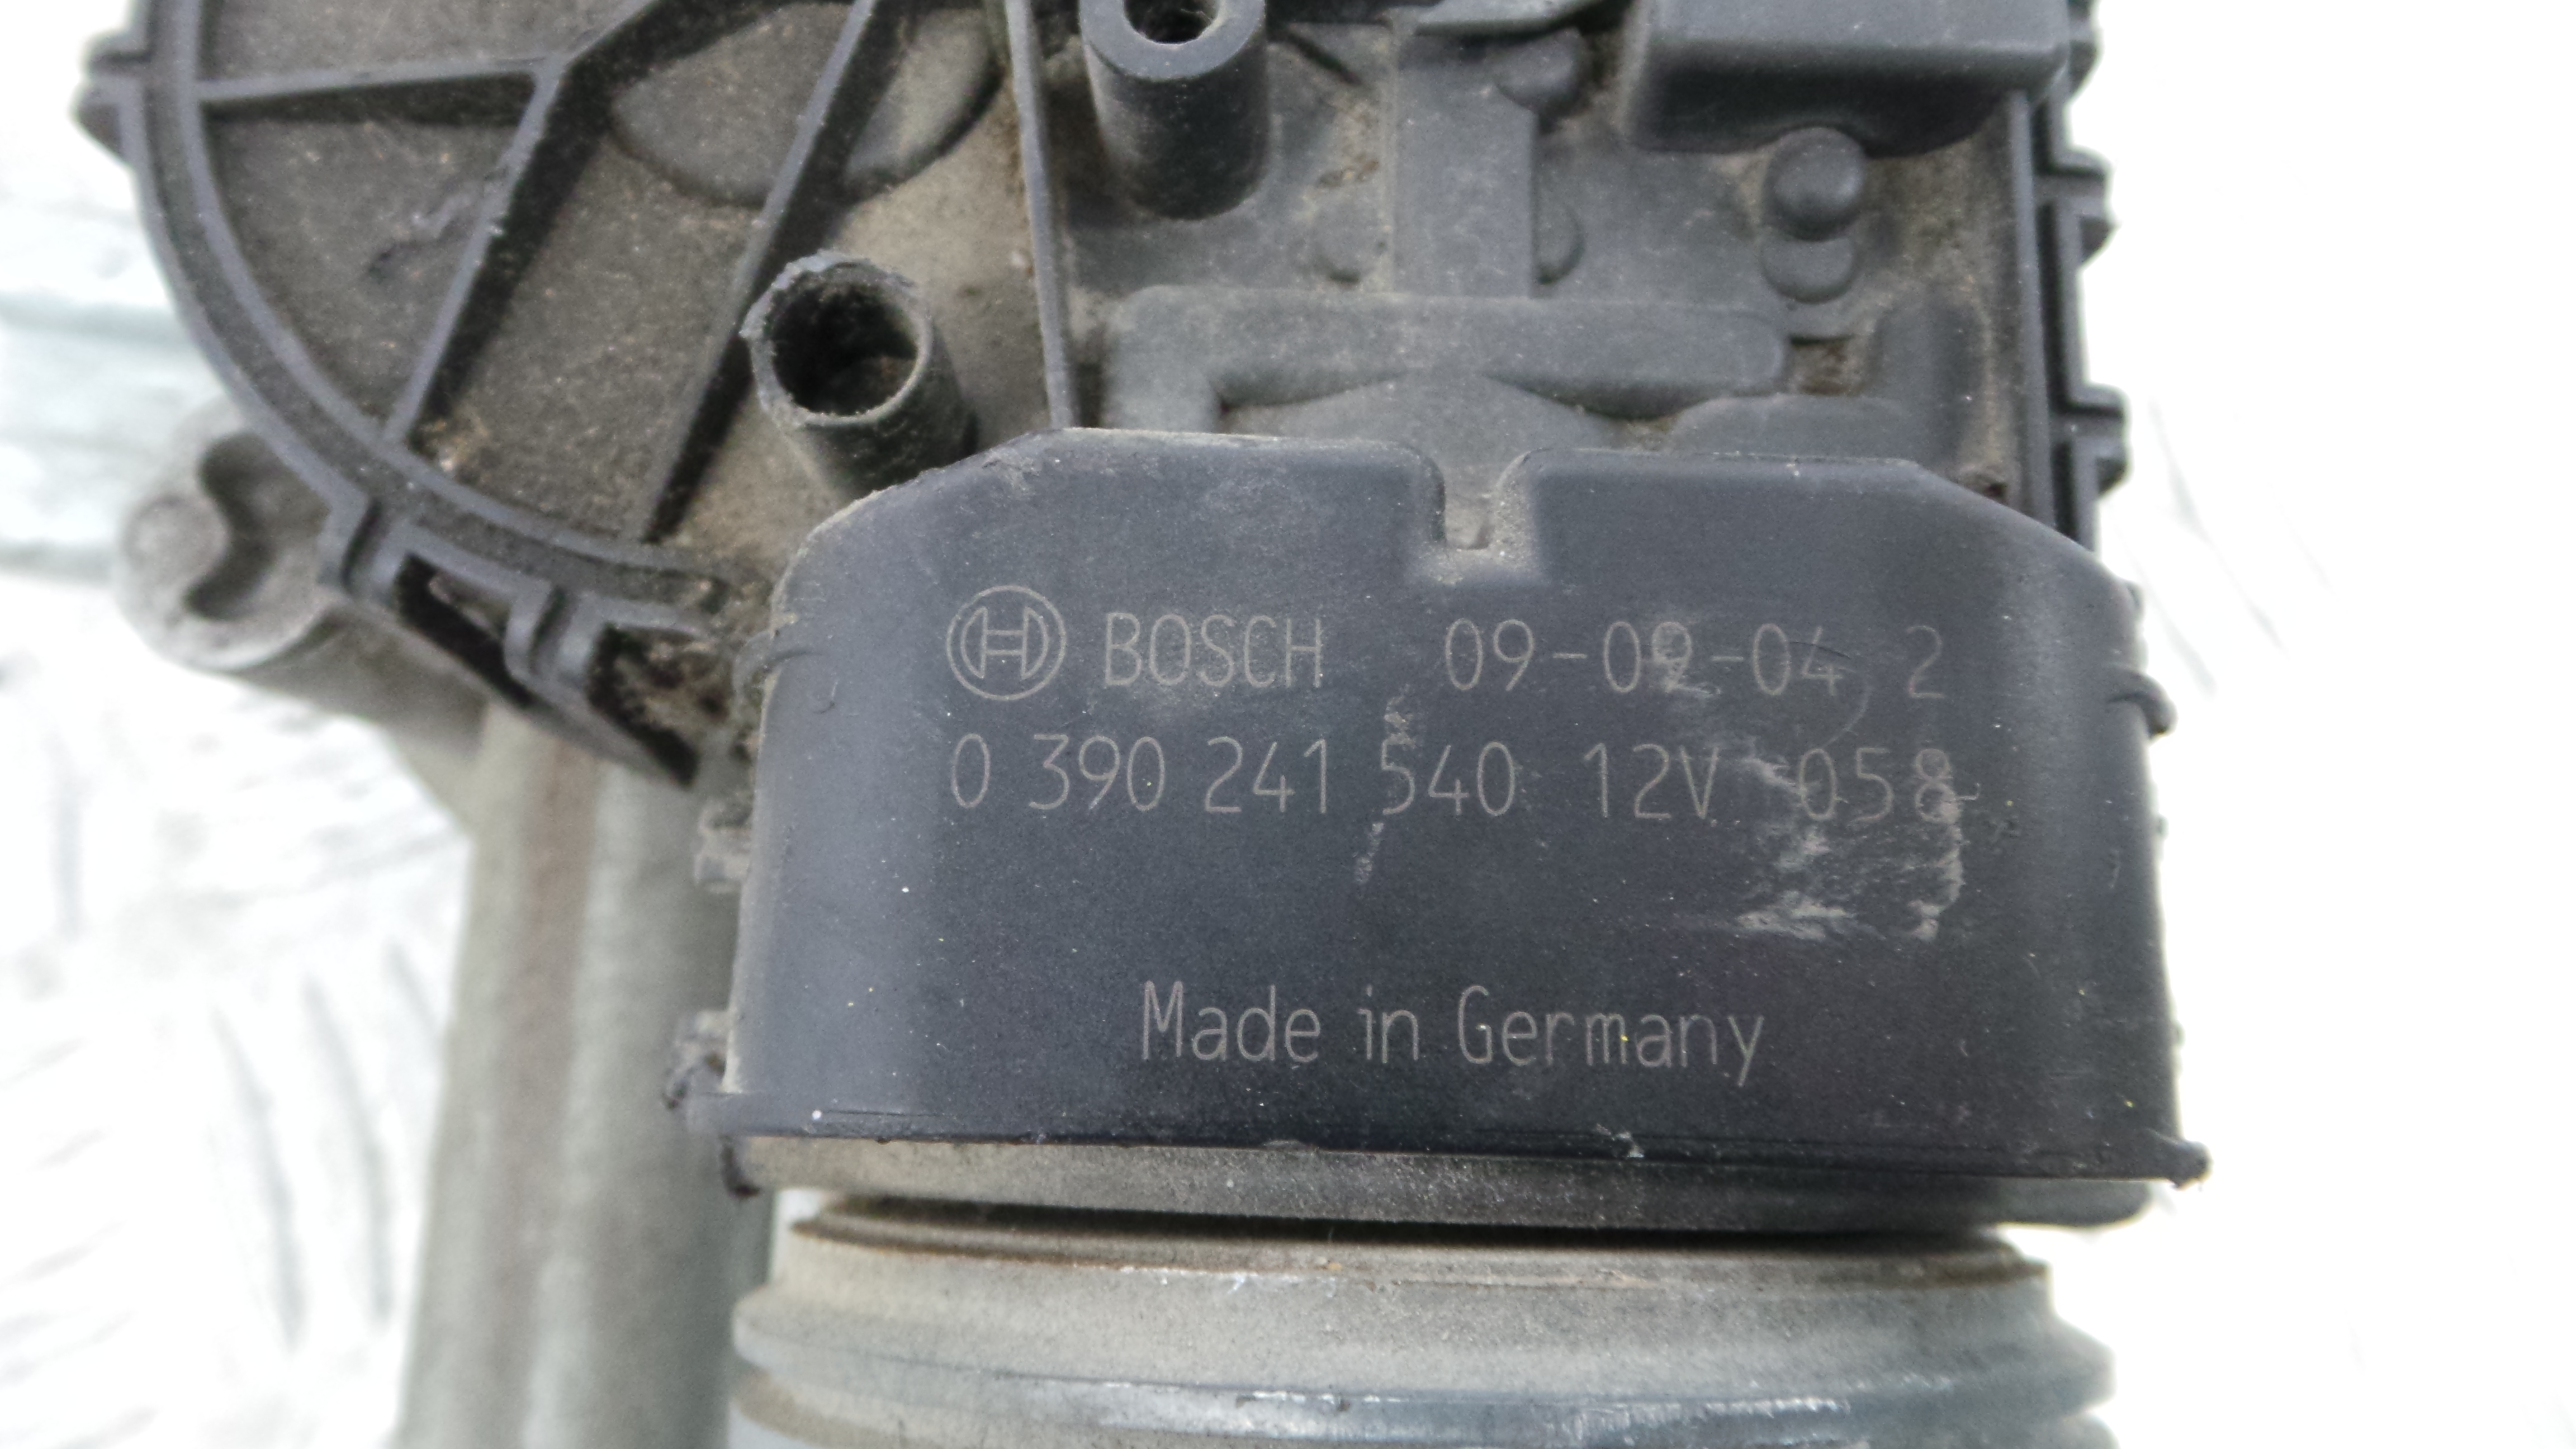 BOSCH 09-02-04 2
0 390 241 540 12V 058
Made in Germany